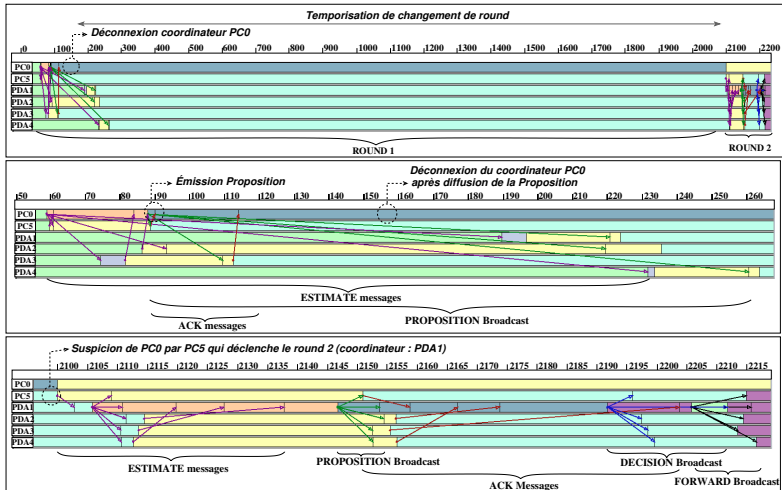 Temporisation de changement de round
Déconnexion coordinateur PC0
0 100 200 300 400 500 600 700 800 900 1000 1100 1200 1300 1400 1500 1600 1700 1800 1900 2000 2100 2200
PC0
PC5
PDA1
PDA2
PDA3
PDA4
ROUND 1
ROUND 2
Déconnexion du coordinateur PC0
après diffusion de la Proposition
Émission Proposition
50 60 70 80 90 100 110 120 130 140 150 160 170 180 190 200 210 220 230 240 250 260
PC0
PC5
PDA1
PDA2
PDA3
PDA4
ESTIMATE messages
ACK messages
PROPOSITION Broadcast
Suspicion de PC0 par PC5 qui déclenche le round 2 (coordinateur : PDA1)
2100 2105 2110 2115 2120 2125 2130 2135 2140 2145 2150 2155 2160 2165 2170 2175 2180 2185 2190 2195 2200 2205 2210 2215
PC0
PC5
PDA1
PDA2
PDA3
PDA4
ESTIMATE messages
PROPOSITION Broadcast
DECISION Broadcast
ACK Messages
FORWARD Broadcast